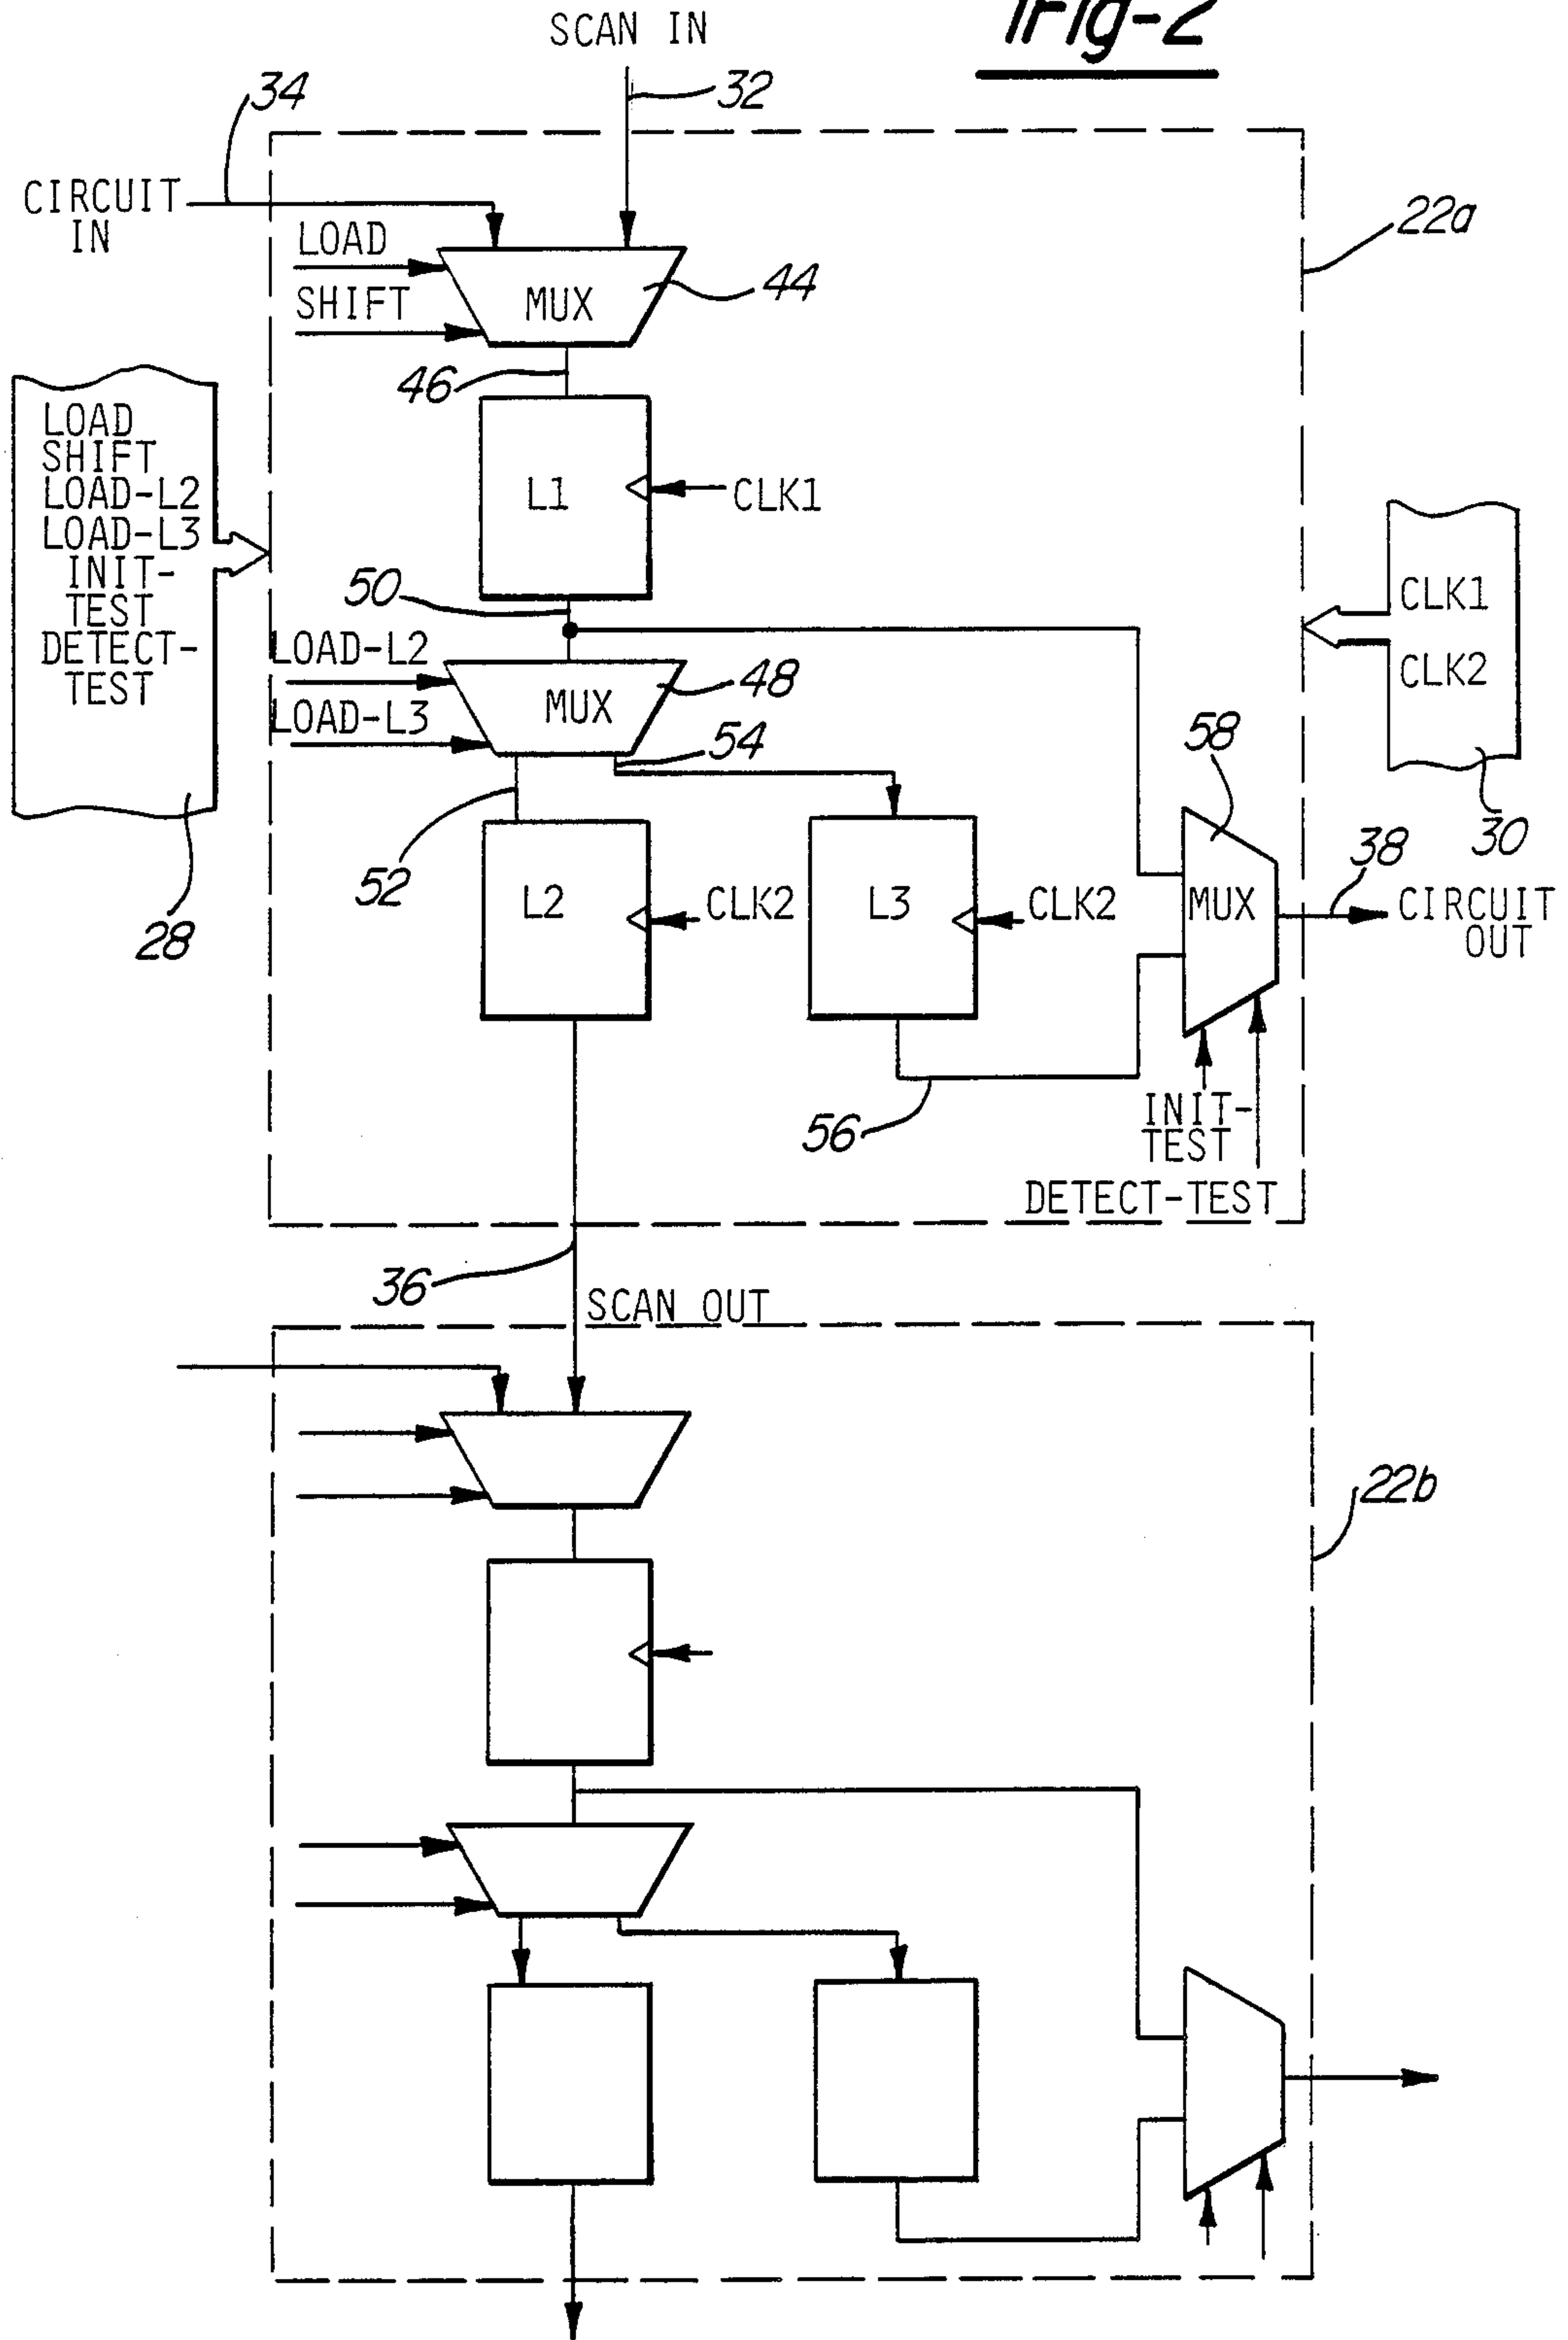 Fig-2
SCAN IN
32
34
CIRCUIT
IN
22a
LOAD
44
SHIFT
MUX
46
LOAD
SHIFT
LOAD-L2
LOAD-L3
INIT-
TEST
DETECT-
TEST
28
L1
CLK1
50
CLK1
CLK2
30
LOAD-L2
48
LOAD-L3
MUX
54
58
52
L2
CLK2
L3
CLK2
MUX
38
CIRCUIT
OUT
56
INIT-
TEST
DETECT-TEST
36
SCAN OUT
22b